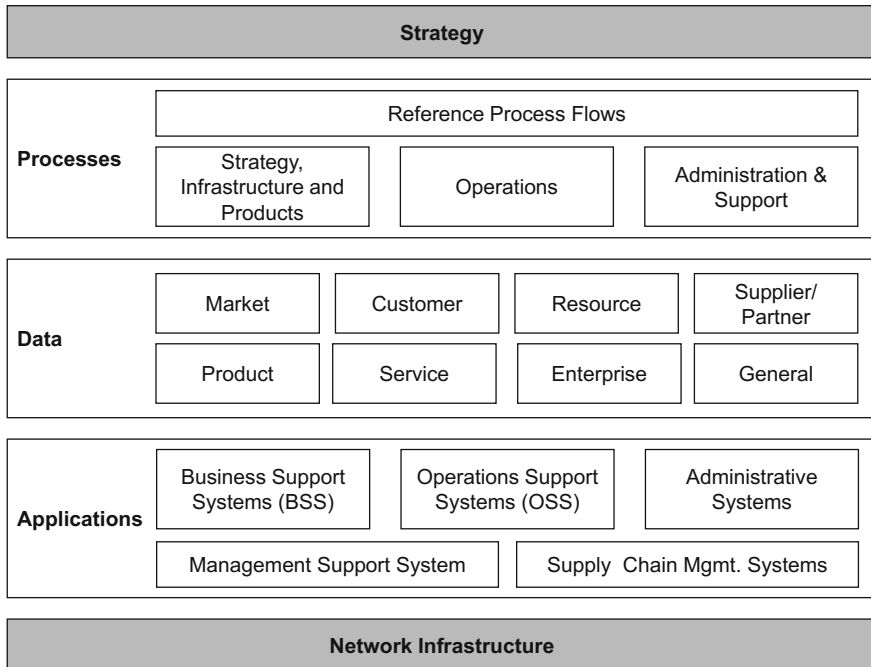 Strategy
Processes
Reference Process Flows
Strategy,
Infrastructure and
Products
Operations
Administration &
Support
Data
Market
Customer
Resource
Supplier/
Partner
Product
Service
Enterprise
General
Applications
Business Support
Systems (BSS)
Operations Support
Systems (OSS)
Administrative
Systems
Management Support System
Supply Chain Mgmt. Systems
Network Infrastructure